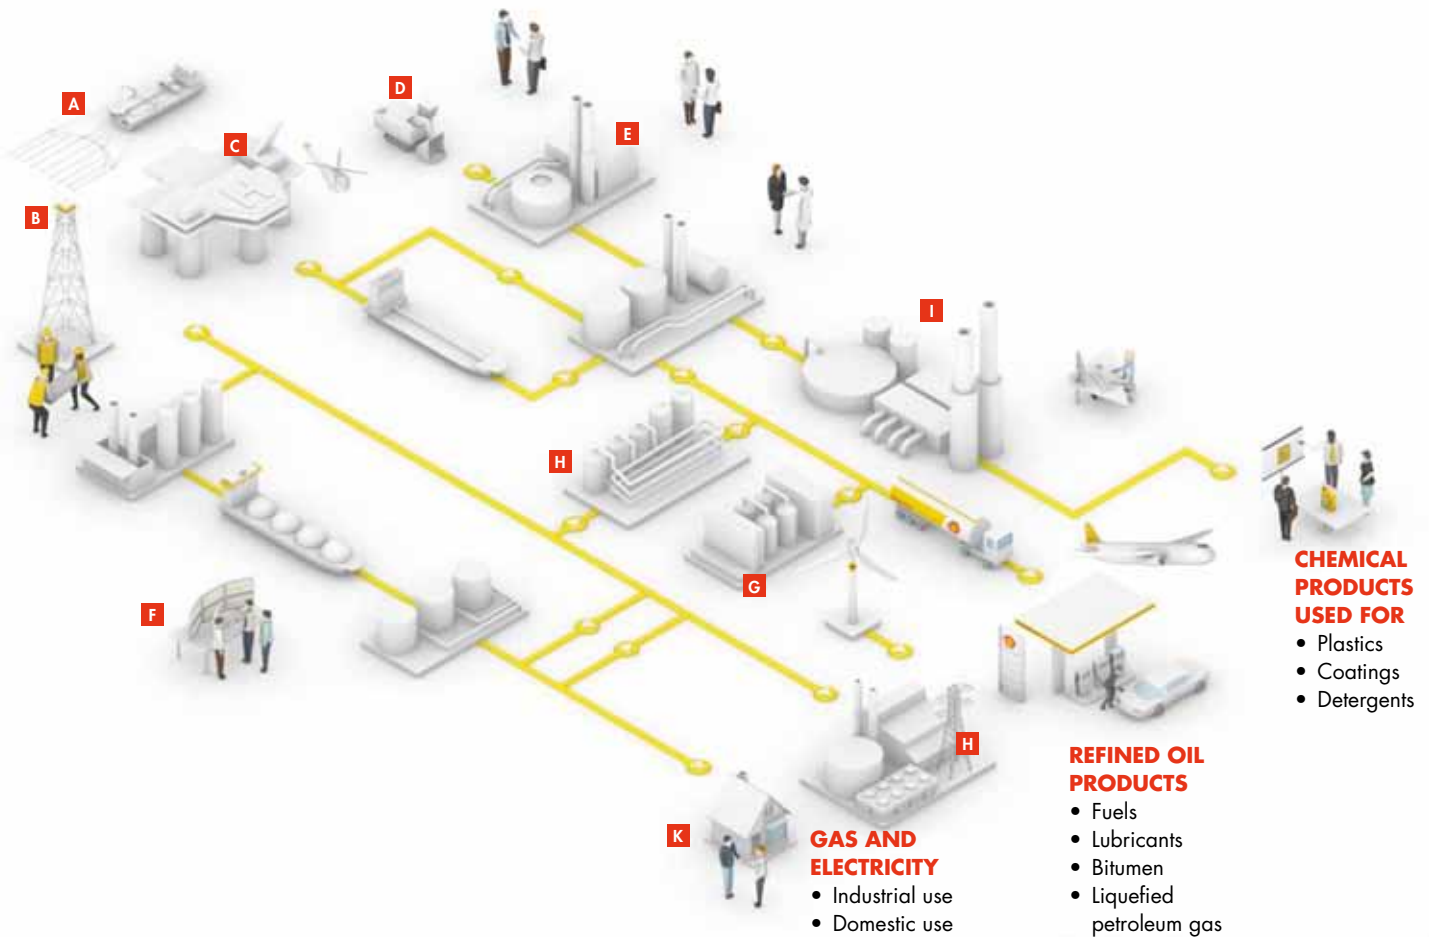 A
D
C
E
B
I
H
G
F
CHEMICAL
PRODUCTS
USED FOR
• Plastics
• Coatings
• Detergents
H
REFINED OIL
PRODUCTS
• Fuels
• Lubricants
• Bitumen
• Liquefied
petroleum gas
K
GAS AND
ELECTRICITY
• Industrial use
• Domestic use